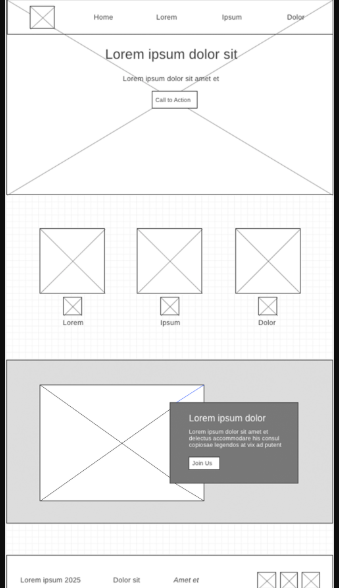 Home Lorem Ipsum Dolor
Lorem ipsum dolor sit
Lorem ipsum dolor sit amet et
Call to Action
Lorem Ipsum Dolor
Lorem ipsum dolor
Lorem ipsum dolor sit amet et
delectus accommodare his consul
copiosae legendos at vix ad putent
Join Us
Lorem ipsum 2025 Dolor sit Amet et